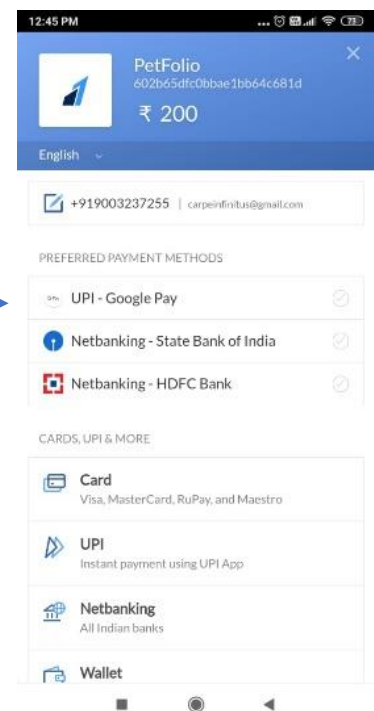 12:45 PM
... 73
PetFolio
602b65dfc0bbae1bb64c681d
₹ 200
English
+919003237255 | carpeinfinitus@gmail.com
PREFERRED PAYMENT METHODS
UPI - Google Pay
Netbanking - State Bank of India
Netbanking - HDFC Bank
CARDS, UPI & MORE
Card
Visa, MasterCard, RuPay, and Maestro
UPI
Instant payment using UPI App
Netbanking
All Indian banks
Wallet